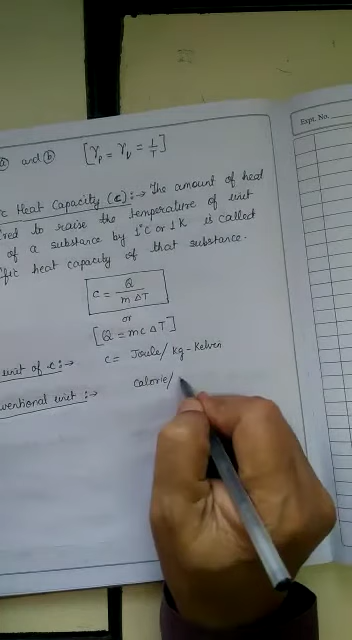 ⓐ and ⓑ [γp = γv = 1/T]
c Heat Capacity (c):→ The amount of heat
red to raise the temperature of unit
of a substance by 1°C or 1 K is called
fic heat capacity of that substance.
c = Q / m ΔT
or
[Q = mc ΔT]
unit of c:→ c = Joule/ kg - Kelvin
ventional unit :→ Calorie/
Expt. No.